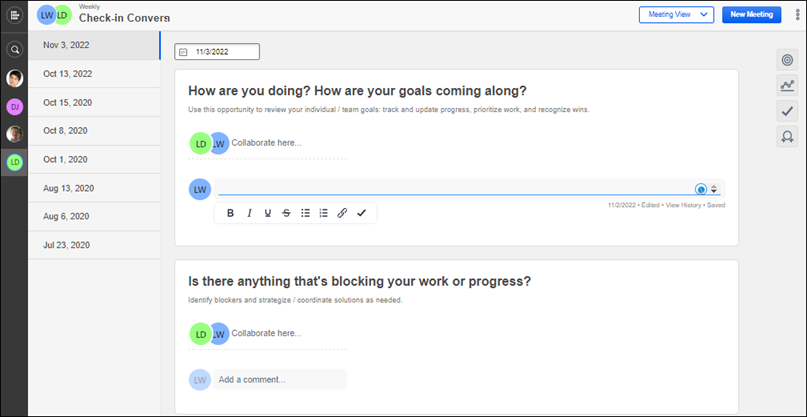 LW LD
Weekly
Check-in Convers
Meeting View
New Meeting
DJ
LD
Nov 3, 2022
Oct 13, 2022
Oct 15, 2020
Oct 8, 2020
Oct 1, 2020
Aug 13, 2020
Aug 6, 2020
Jul 23, 2020
11/3/2022
How are you doing? How are your goals coming along?
Use this opportunity to review your individual / team goals: track and update progress, prioritize work, and recognize wins.
LD LW Collaborate here...
LW
B I U S
11/2/2022 • Edited • View History • Saved
Is there anything that's blocking your work or progress?
Identify blockers and strategize / coordinate solutions as needed.
LD LW Collaborate here...
LW Add a comment...